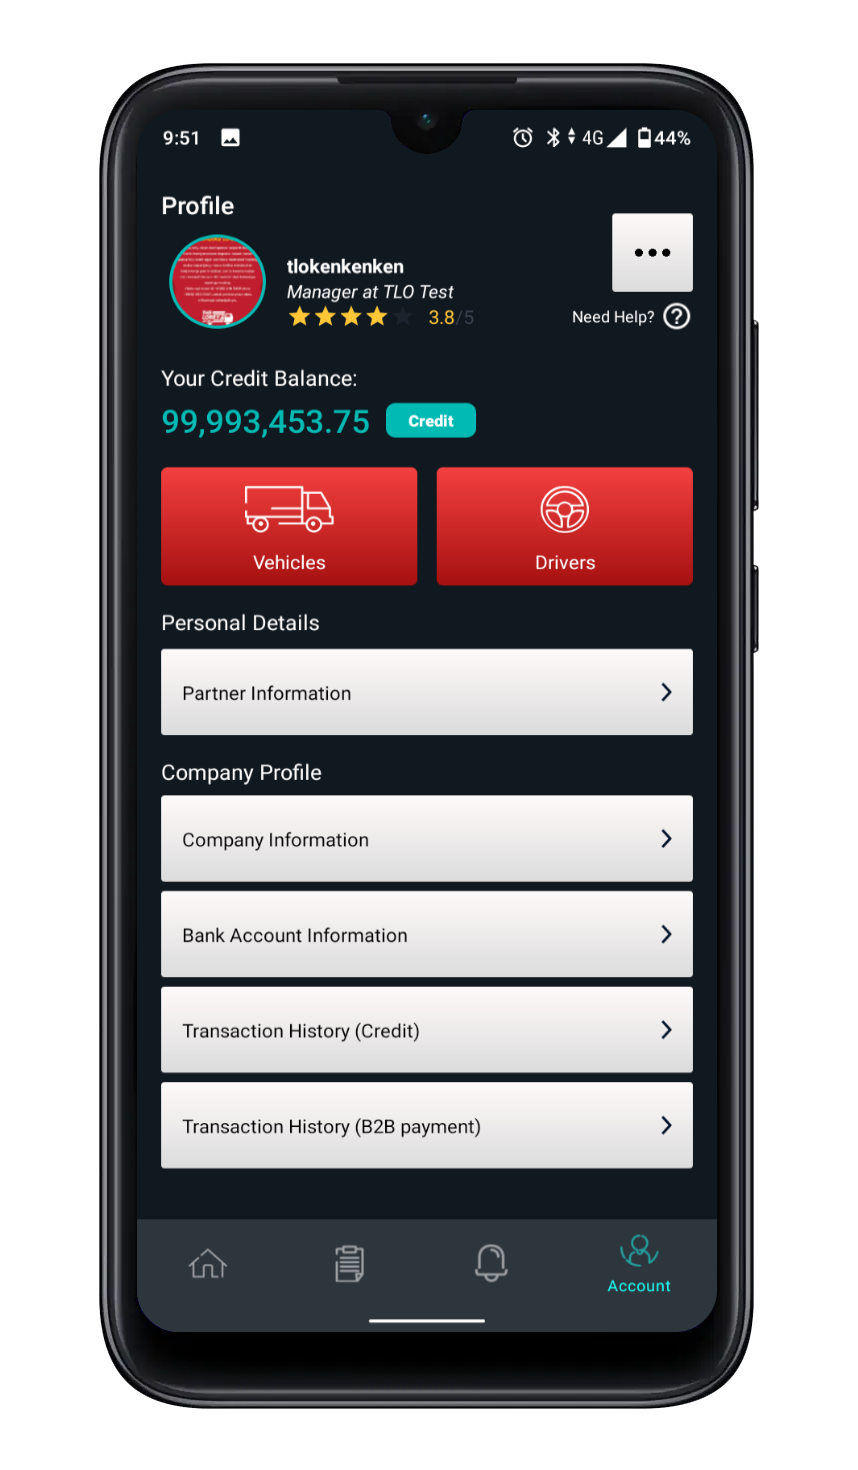 9:51
4G
44%
Profile
tlokenkenken
Manager at TLO Test
3.8/5
Need Help?
Your Credit Balance:
99,993,453.75
Credit
Vehicles
Drivers
Personal Details
Partner Information
Company Profile
Company Information
Bank Account Information
Transaction History (Credit)
Transaction History (B2B payment)
Account